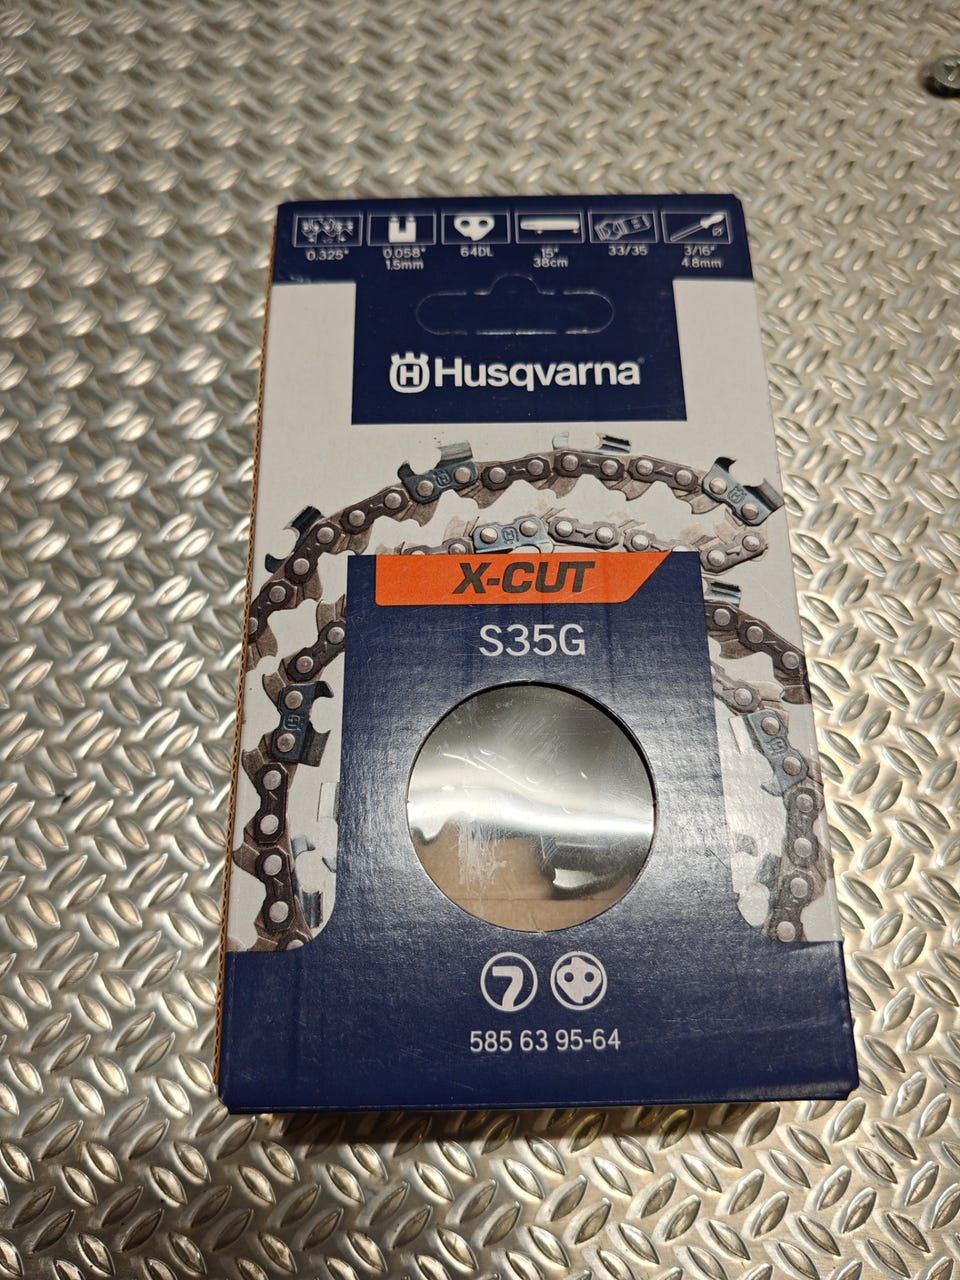 0.325"
0.058"
1.5mm
64DL
15"
38cm
33/35
3/16"
4.8mm
Husqvarna
X-CUT
S35G
7
585 63 95-64